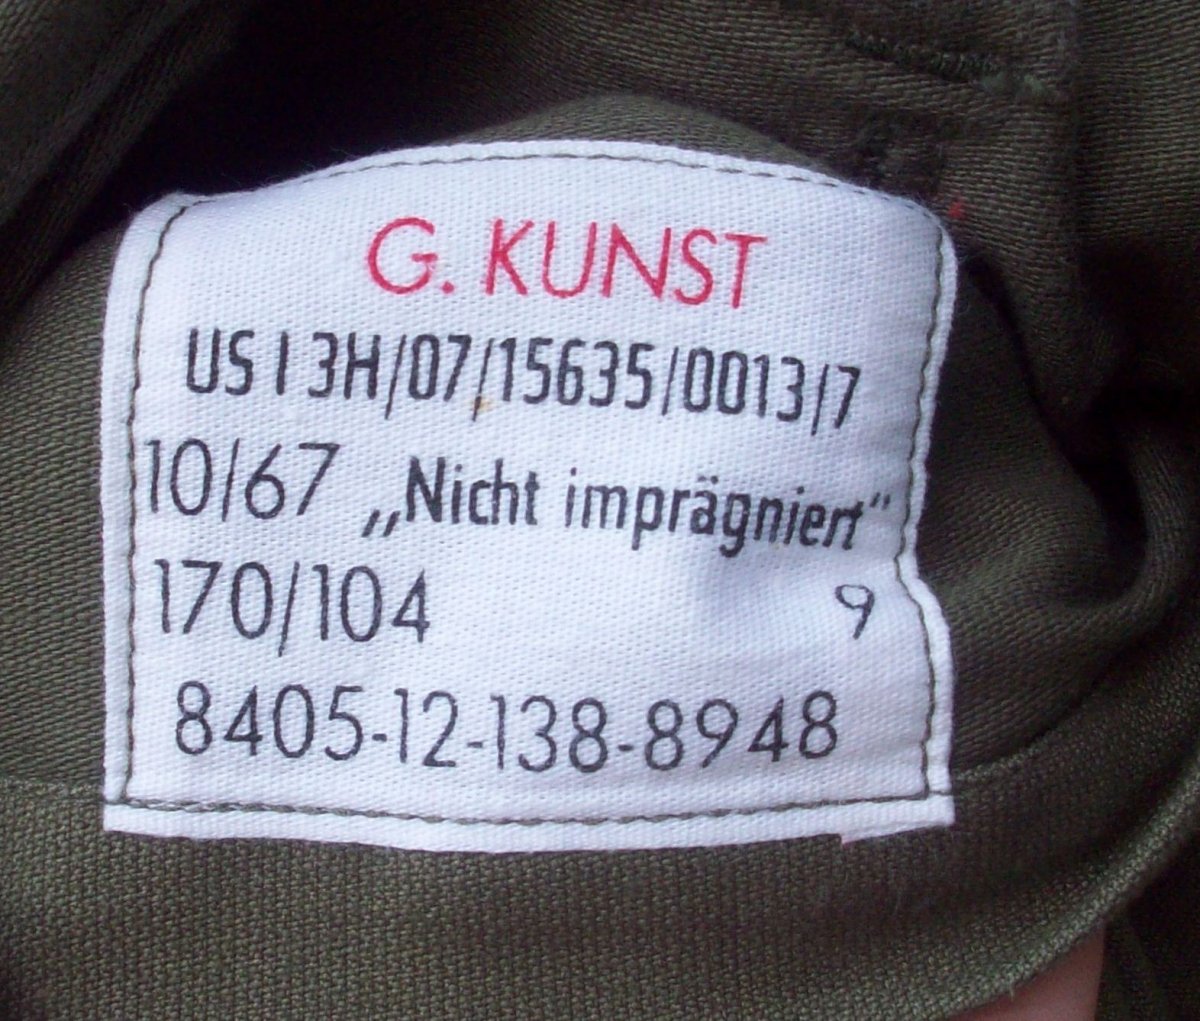 G. KUNST
US I 3H/07/15635/0013/7
10/67 „Nicht imprägniert“
170/104 9
8405-12-138-8948